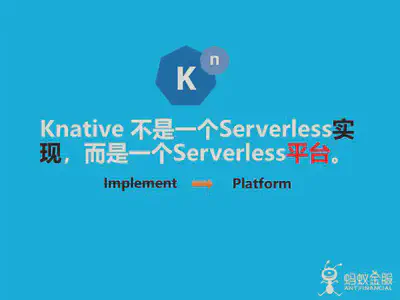 K
n
Knative 不是一个Serverless实
现，而是一个Serverless平台。
Implement Platform
蚂蚁金服
ANT FINANCIAL